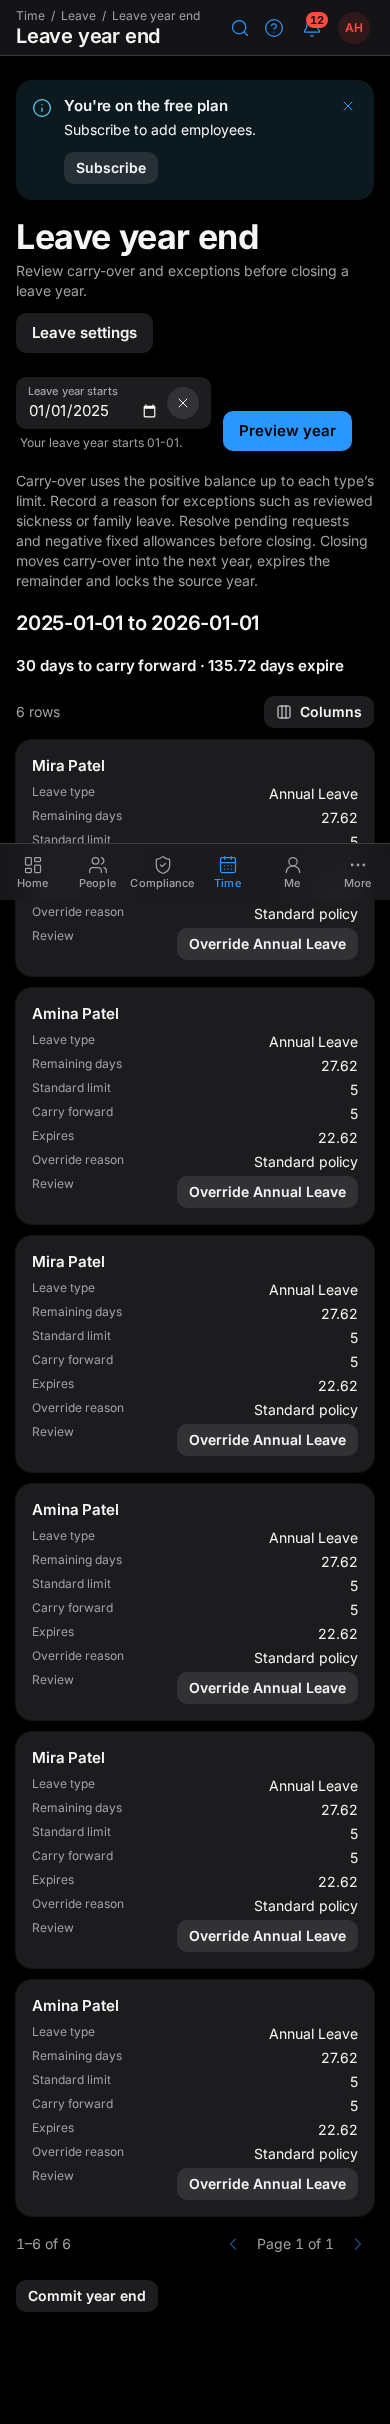 Time / Leave / Leave year end
Leave year end
12
AH
You're on the free plan
Subscribe to add employees.
Subscribe
Leave year end
Review carry-over and exceptions before closing a
leave year.
Leave settings
Leave year starts
01/01/2025
Preview year
Your leave year starts 01-01.
Carry-over uses the positive balance up to each type's
limit. Record a reason for exceptions such as reviewed
sickness or family leave. Resolve pending requests
and negative fixed allowances before closing. Closing
moves carry-over into the next year, expires the
remainder and locks the source year.
2025-01-01 to 2026-01-01
30 days to carry forward · 135.72 days expire
6 rows
Columns
Mira Patel
Leave type Annual Leave
Remaining days 27.62
Standard limit 5
Home People Compliance Time Me More
Override reason Standard policy
Review Override Annual Leave
Amina Patel
Leave type Annual Leave
Remaining days 27.62
Standard limit 5
Carry forward 5
Expires 22.62
Override reason Standard policy
Review Override Annual Leave
Mira Patel
Leave type Annual Leave
Remaining days 27.62
Standard limit 5
Carry forward 5
Expires 22.62
Override reason Standard policy
Review Override Annual Leave
Amina Patel
Leave type Annual Leave
Remaining days 27.62
Standard limit 5
Carry forward 5
Expires 22.62
Override reason Standard policy
Review Override Annual Leave
Mira Patel
Leave type Annual Leave
Remaining days 27.62
Standard limit 5
Carry forward 5
Expires 22.62
Override reason Standard policy
Review Override Annual Leave
Amina Patel
Leave type Annual Leave
Remaining days 27.62
Standard limit 5
Carry forward 5
Expires 22.62
Override reason Standard policy
Review Override Annual Leave
1–6 of 6
Page 1 of 1
Commit year end